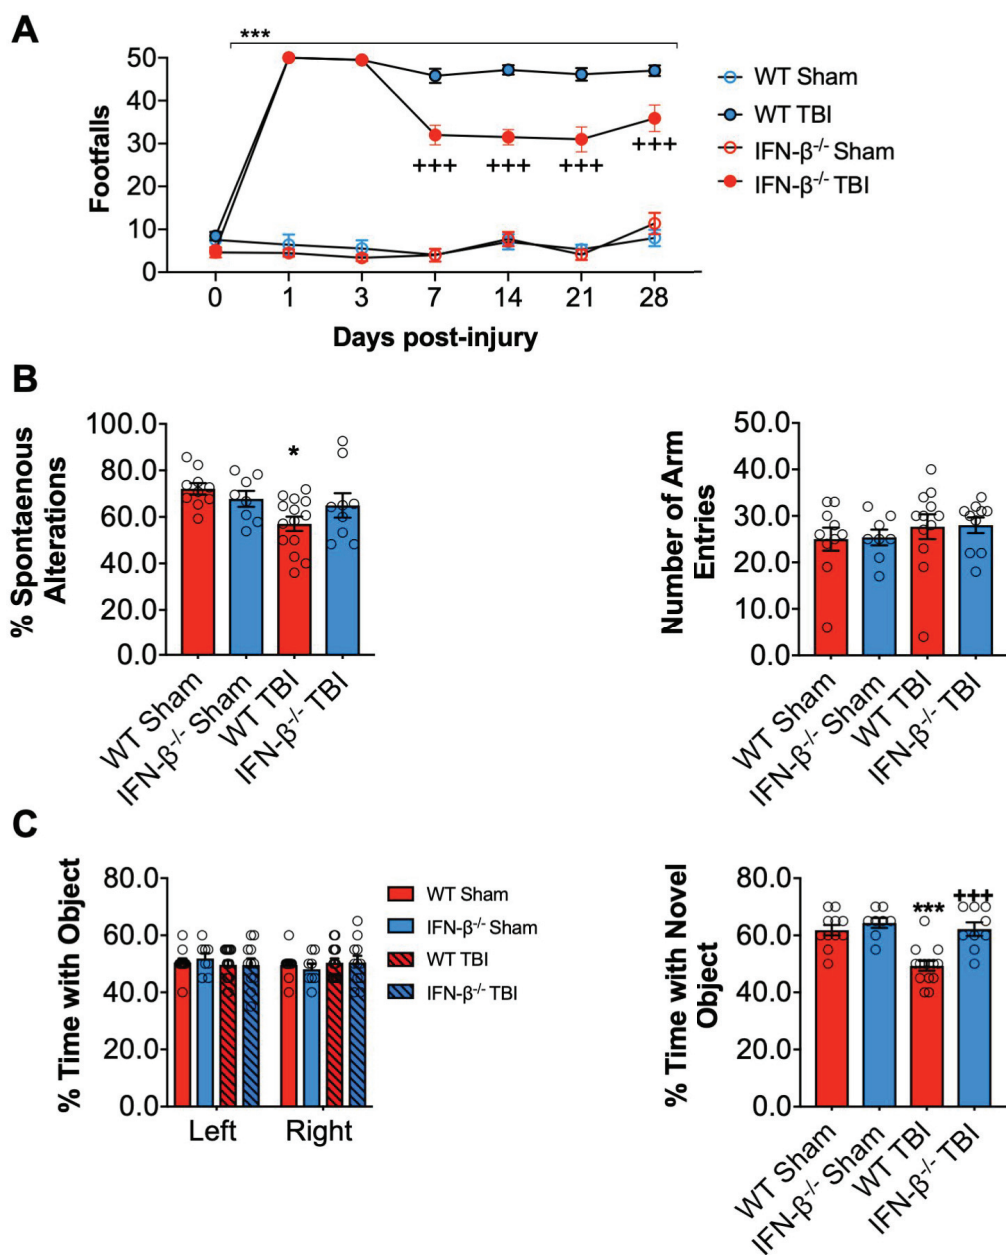 A
***
50
40
30
20
10
0
Footfalls
+++ +++ +++ +++
0 1 3 7 14 21 28
Days post-injury
WT Sham
WT TBI
IFN-β-/- Sham
IFN-β-/- TBI
B
100.0
80.0
60.0
40.0
20.0
0.0
% Spontaenous
Alterations
*
WT Sham
IFN-β-/- Sham
WT TBI
IFN-β-/- TBI
50.0
40.0
30.0
20.0
10.0
0.0
Number of Arm
Entries
WT Sham
IFN-β-/- Sham
WT TBI
IFN-β-/- TBI
C
80.0
60.0
40.0
20.0
0.0
% Time with Object
Left Right
WT Sham
IFN-β-/- Sham
WT TBI
IFN-β-/- TBI
80.0
60.0
40.0
20.0
0.0
% Time with Novel
Object
*** +++
WT Sham
IFN-β-/- Sham
WT TBI
IFN-β-/- TBI